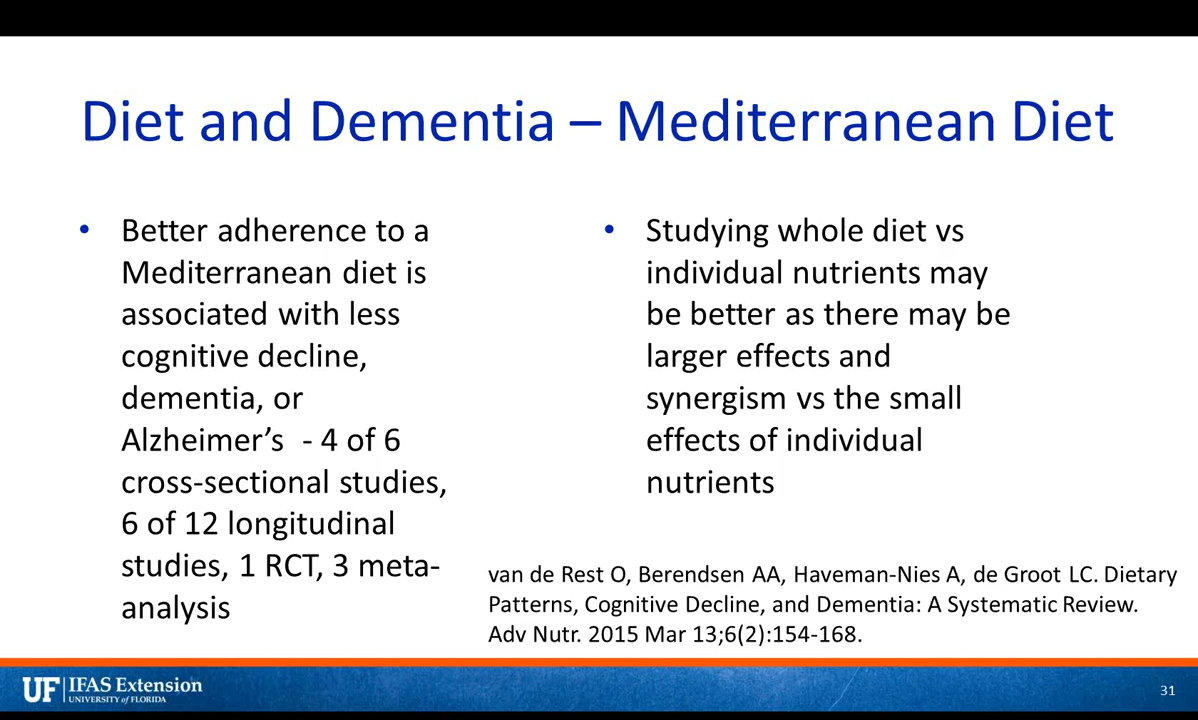 Diet and Dementia – Mediterranean Diet
• Better adherence to a
Mediterranean diet is
associated with less
cognitive decline,
dementia, or
Alzheimer’s  - 4 of 6
cross-sectional studies,
6 of 12 longitudinal
studies, 1 RCT, 3 meta-
analysis
• Studying whole diet vs
individual nutrients may
be better as there may be
larger effects and
synergism vs the small
effects of individual
nutrients
van de Rest O, Berendsen AA, Haveman-Nies A, de Groot LC. Dietary
Patterns, Cognitive Decline, and Dementia: A Systematic Review.
Adv Nutr. 2015 Mar 13;6(2):154-168.
UF IFAS Extension
UNIVERSITY of FLORIDA
31